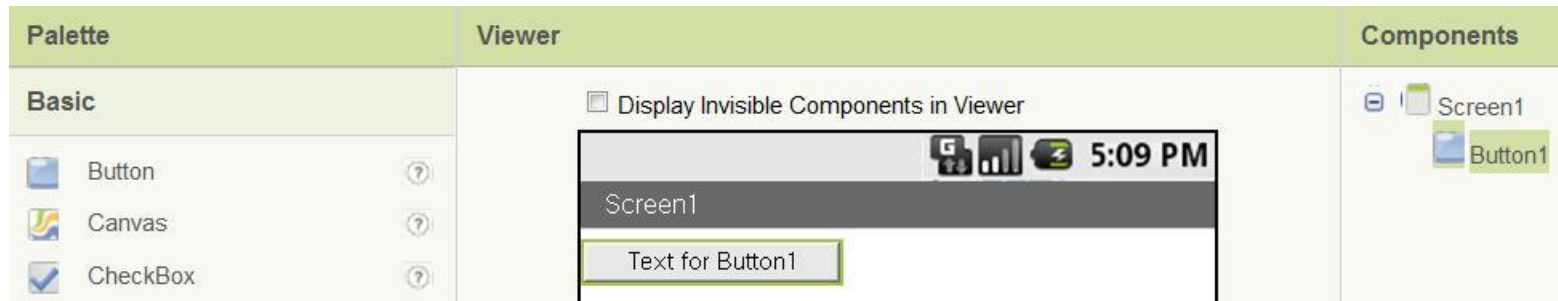 Palette
Viewer
Components
Basic
Display Invisible Components in Viewer
Screen1
Button1
Button
?
Canvas
?
CheckBox
?
G
5:09 PM
Screen1
Text for Button1